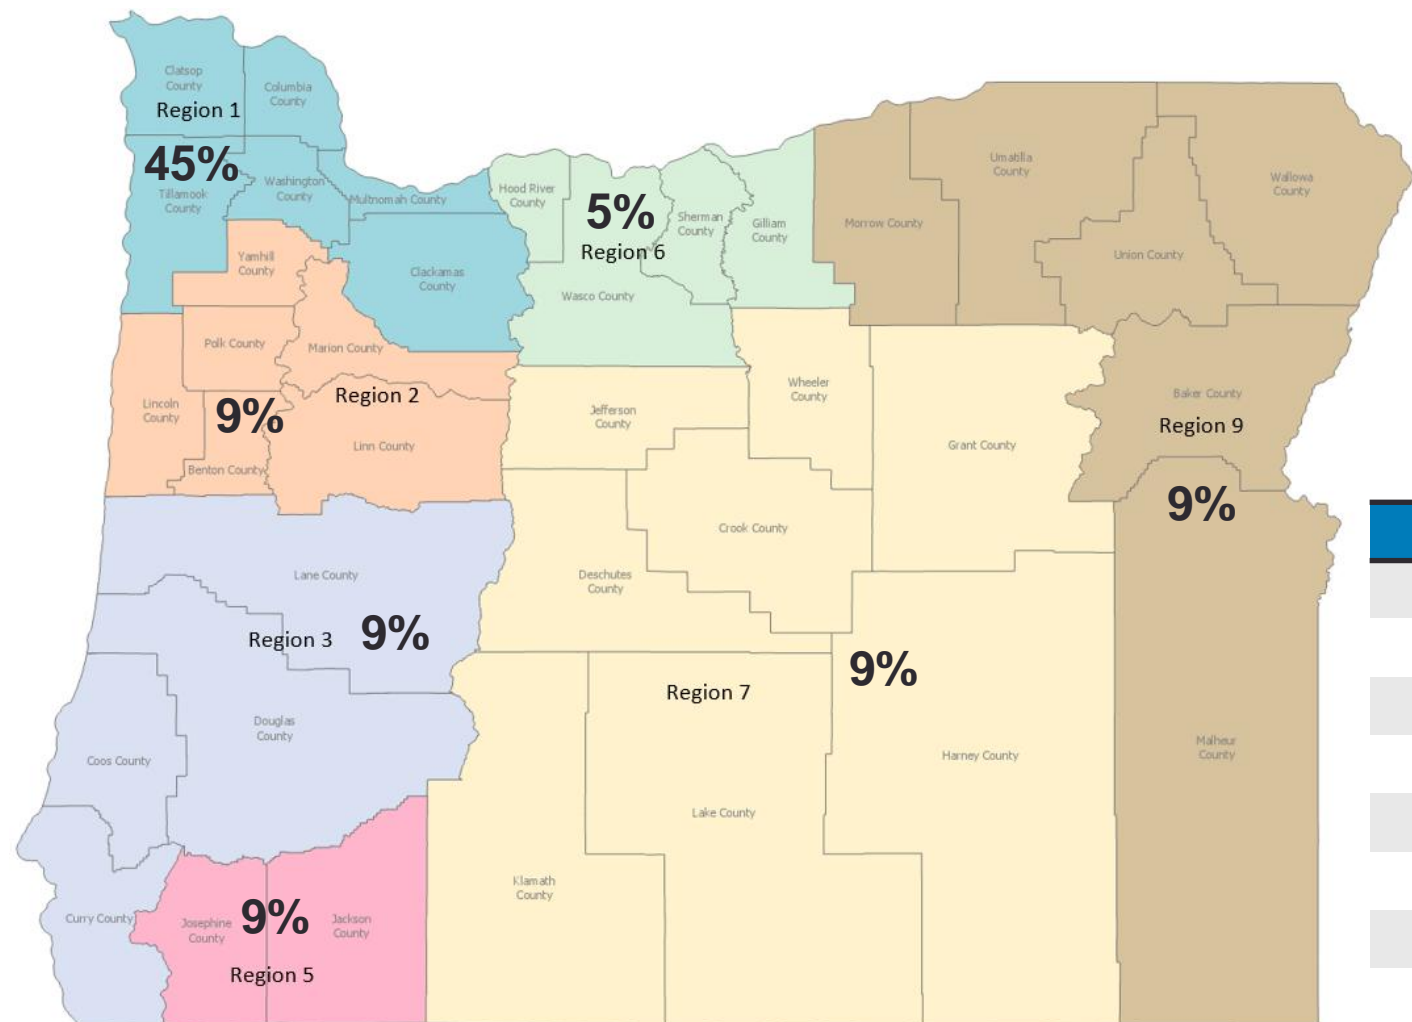 Clatsop
County
Columbia
County
Region 1
45%
Tillamook
County
Washington
County
Multnomah County
Clackamas
County
Hood River
County
5%
Region 6
Sherman
County
Gilliam
County
Wasco County
Morrow County
Umatilla
County
Union County
Wallowa
County
Yamhill
County
Polk County
Marion County
Region 2
Lincoln
County
9%
Linn County
Benton County
Jefferson
County
Wheeler
County
Grant County
Baker County
Region 9
9%
Crook County
Deschutes
County
Lane County
Region 3
9%
Region 7
9%
Douglas
County
Coos County
Harney County
Malheur
County
Lake County
Klamath
County
Curry County
Josephine
County
9%
Jackson
County
Region 5